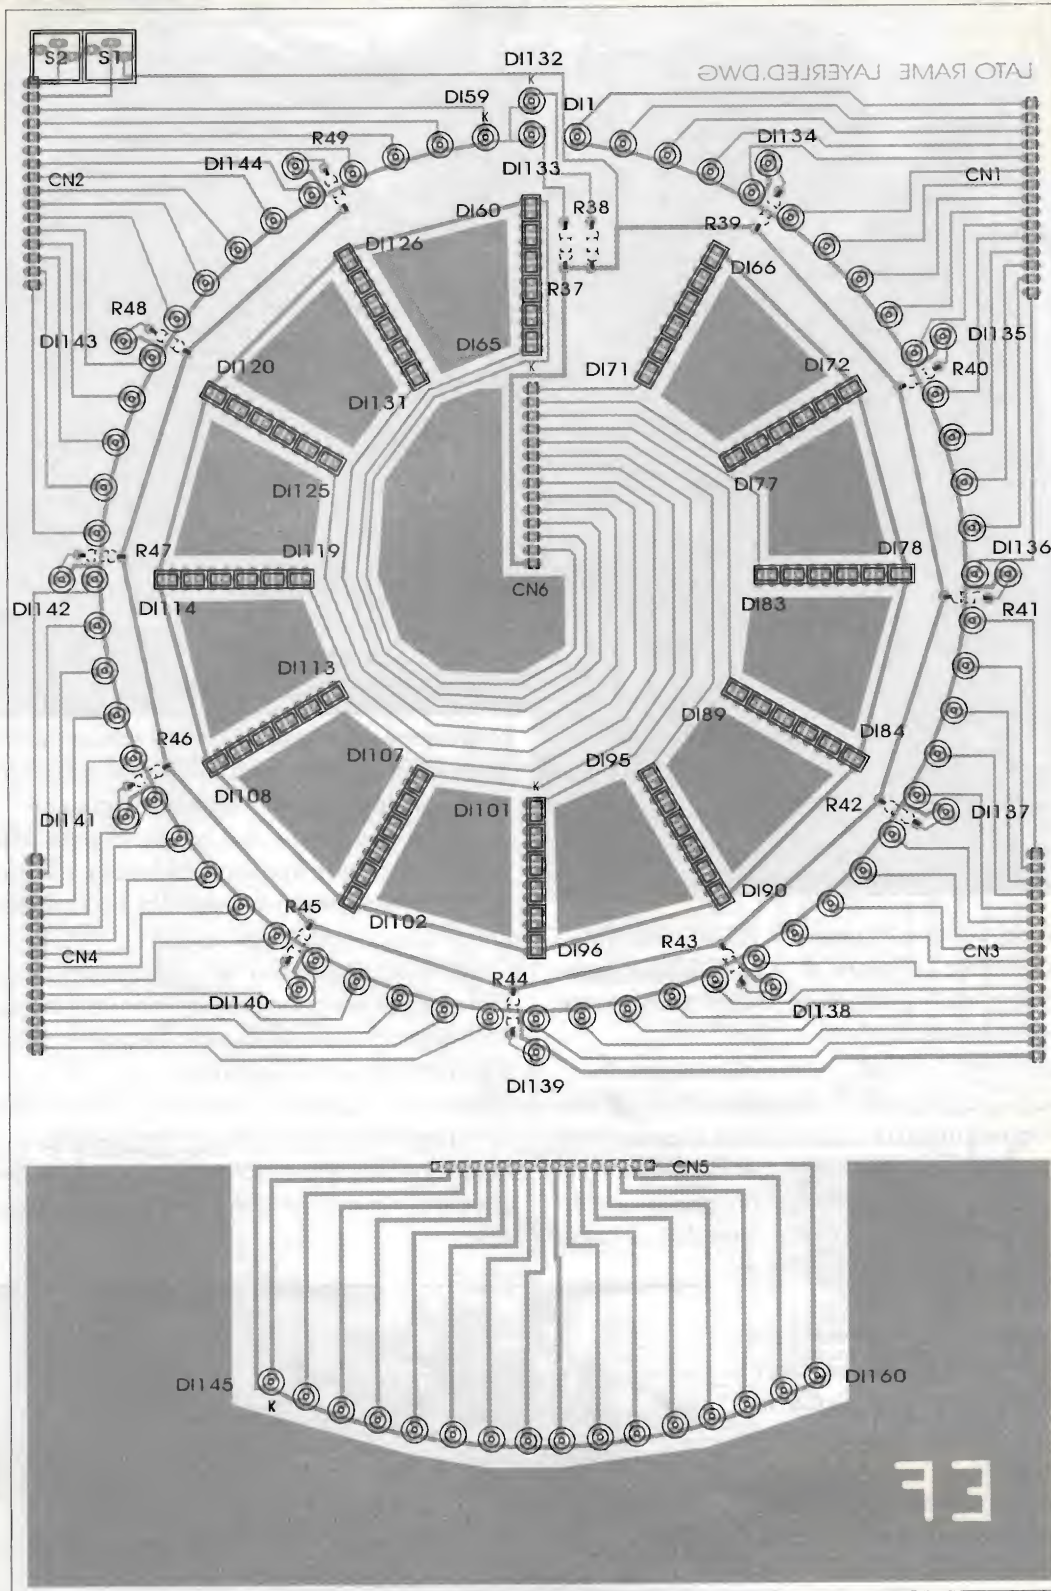 S2 S1
DI132
LATO RAME LAYERLED.DWG
K
DI59
DI1
K
R49
DI134
DI144
DI133
CN2
CN1
DI60
R38
R39
DI126
DI66
R37
R48
DI135
DI143
DI65
DI120
DI71
DI72
R40
K
DI131
DI77
DI125
R47
DI119
DI78
DI136
CN6
DI142
DI114
DI83
R41
DI113
DI89
R46
DI84
DI107
DI95
K
DI108
DI101
R42
DI141
DI137
DI90
R45
DI102
DI96
R43
CN4
CN3
R44
DI140
DI138
DI139
CN5
DI145
DI160
K
EF